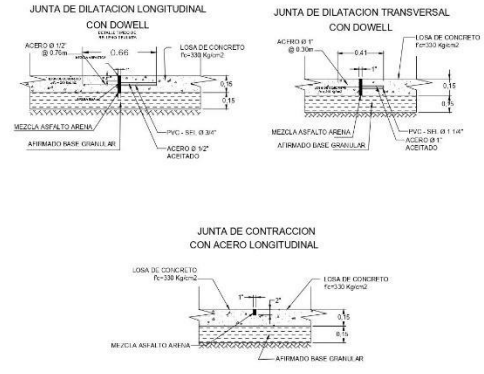 JUNTA DE DILATACION LONGITUDINAL
CON DOWELL
ACERO Ø 1/2"
@ 0.76m
0.66
LOSA DE CONCRETO
f'c=330 Kg/cm2
0,15
0,15
MEZCLA ASFALTO ARENA
AFIRMADO BASE GRANULAR
PVC - SEL Ø 3/4"
ACERO Ø 1/2"
ACEITADO
JUNTA DE DILATACION TRANSVERSAL
CON DOWELL
ACERO Ø 1"
@ 0.30m
0.41
1"
LOSA DE CONCRETO
f'c=330 Kg/cm2
0,15
0,15
MEZCLA ASFALTO ARENA
AFIRMADO BASE GRANULAR
PVC - SEL Ø 1 1/4"
ACERO Ø 1"
ACEITADO
JUNTA DE CONTRACCION
CON ACERO LONGITUDINAL
LOSA DE CONCRETO
f'c=330 Kg/cm2
1"
2"
LOSA DE CONCRETO
f'c=330 Kg/cm2
0,15
0,15
MEZCLA ASFALTO ARENA
AFIRMADO BASE GRANULAR